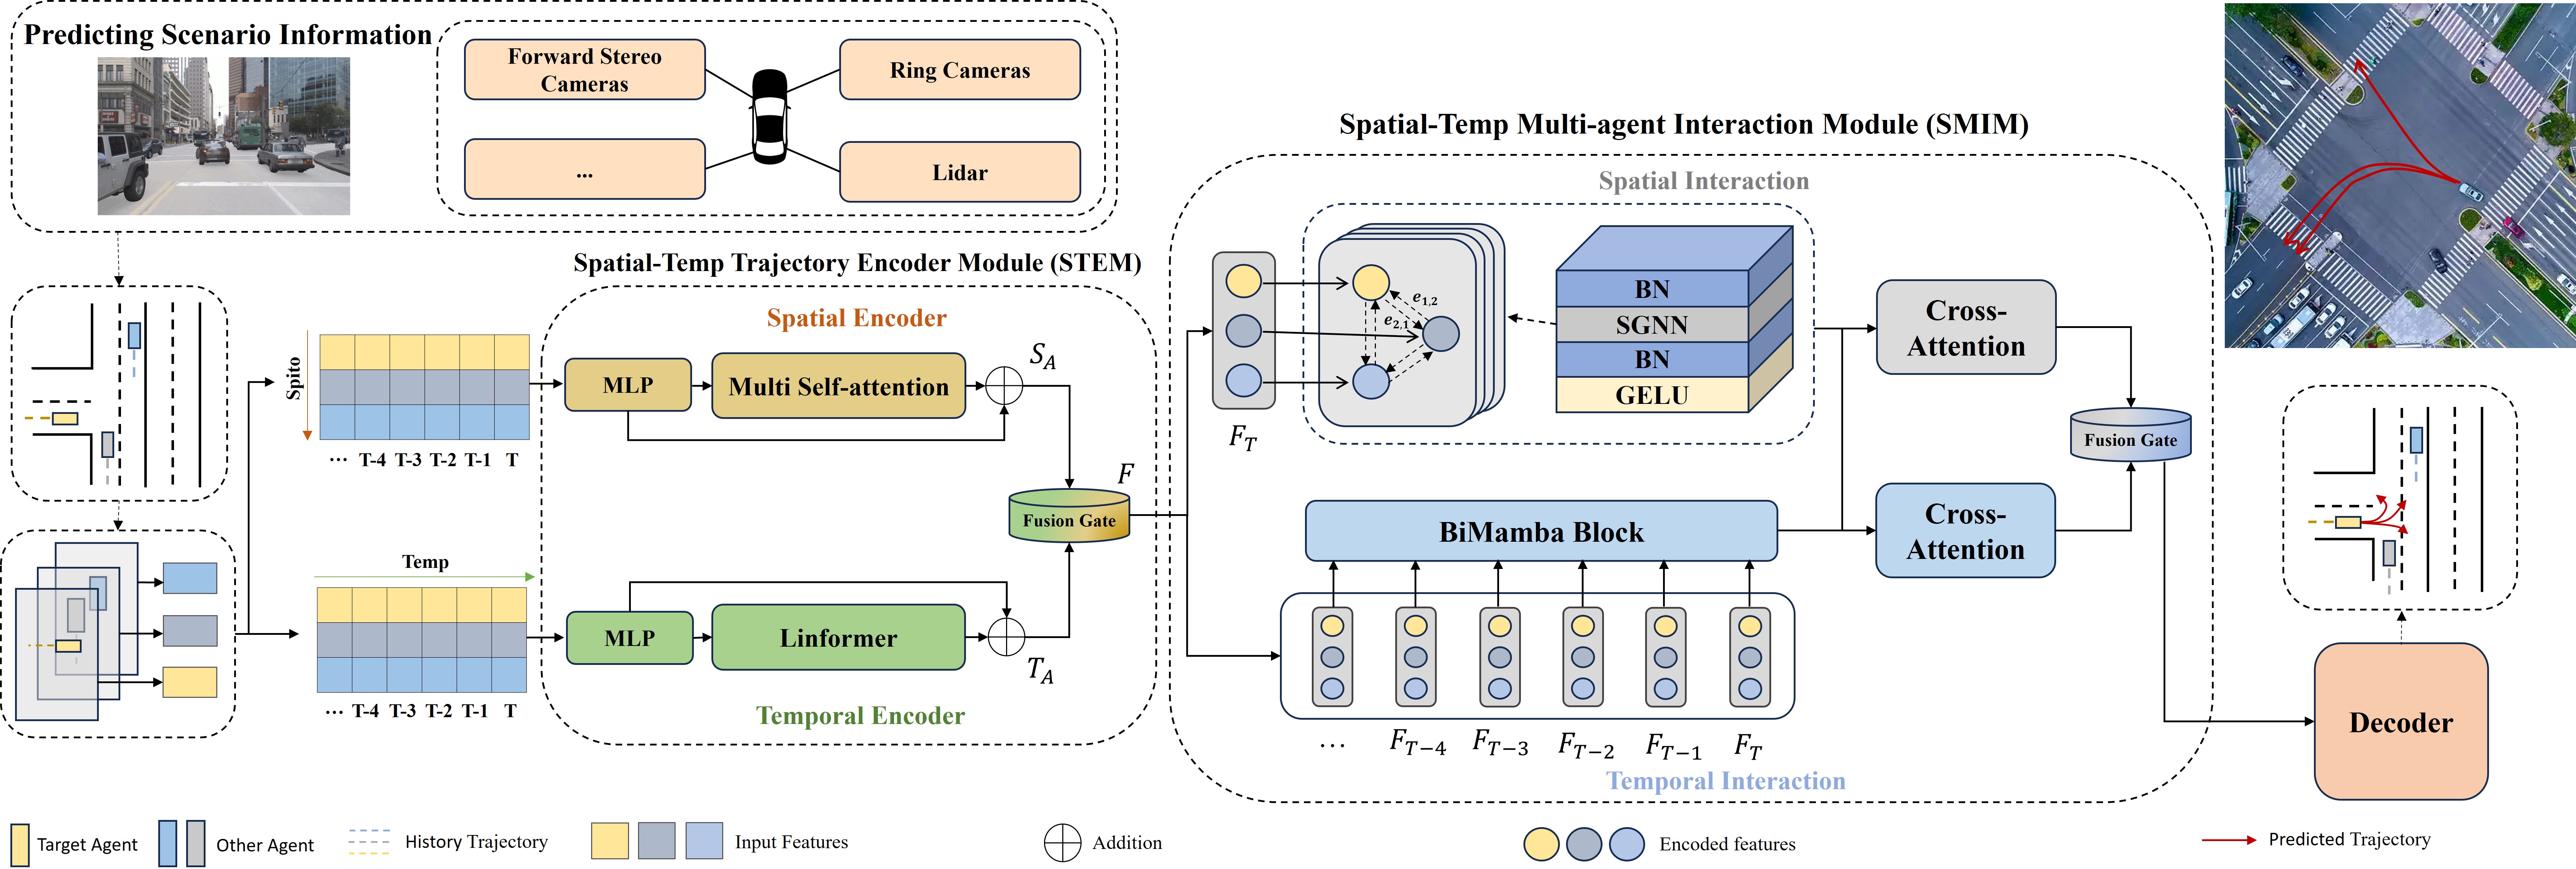 Predicting Scenario Information
Forward Stereo
Cameras
Ring Cameras
...
Lidar
Spatial-Temp Trajectory Encoder Module (STEM)
Spatial Encoder
Spito
MLP
Multi Self-attention
S_A
... T-4 T-3 T-2 T-1 T
F
Fusion Gate
Temp
MLP
Linformer
T_A
... T-4 T-3 T-2 T-1 T
Temporal Encoder
Spatial-Temp Multi-agent Interaction Module (SMIM)
Spatial Interaction
e_{1,2}
e_{2,1}
F_T
BN
SGNN
BN
GELU
Cross-
Attention
Fusion Gate
BiMamba Block
Cross-
Attention
... F_{T-4} F_{T-3} F_{T-2} F_{T-1} F_T
Temporal Interaction
Decoder
Target Agent
Other Agent
History Trajectory
Input Features
Addition
Encoded features
Predicted Trajectory